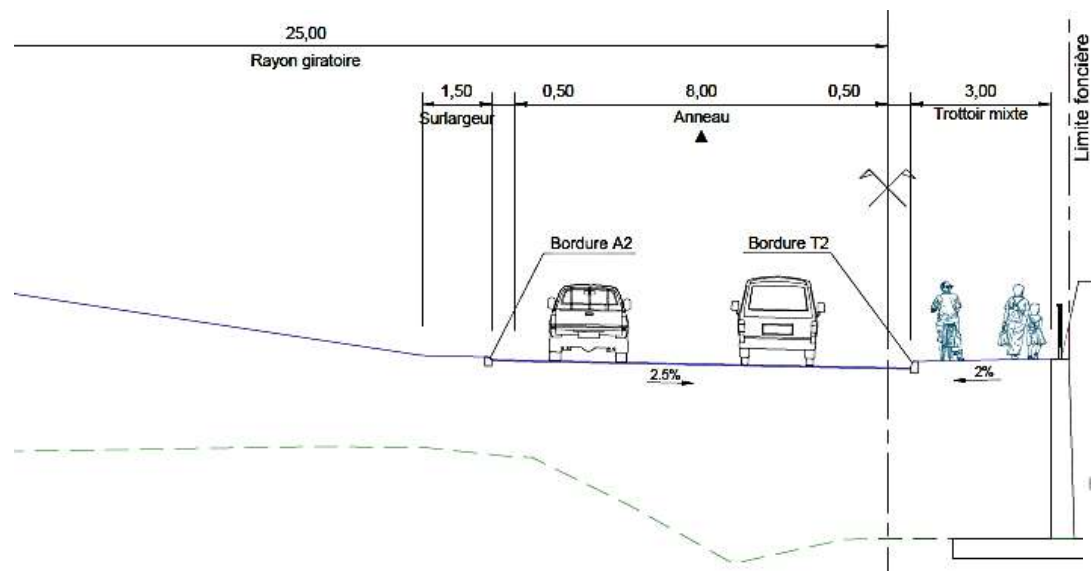 25,00
Rayon giratoire
1,50
0,50
8,00
0,50
3,00
Surlargeur
Anneau
Trottoir mixte
Limite foncière
Bordure A2
Bordure T2
2.5%
2%